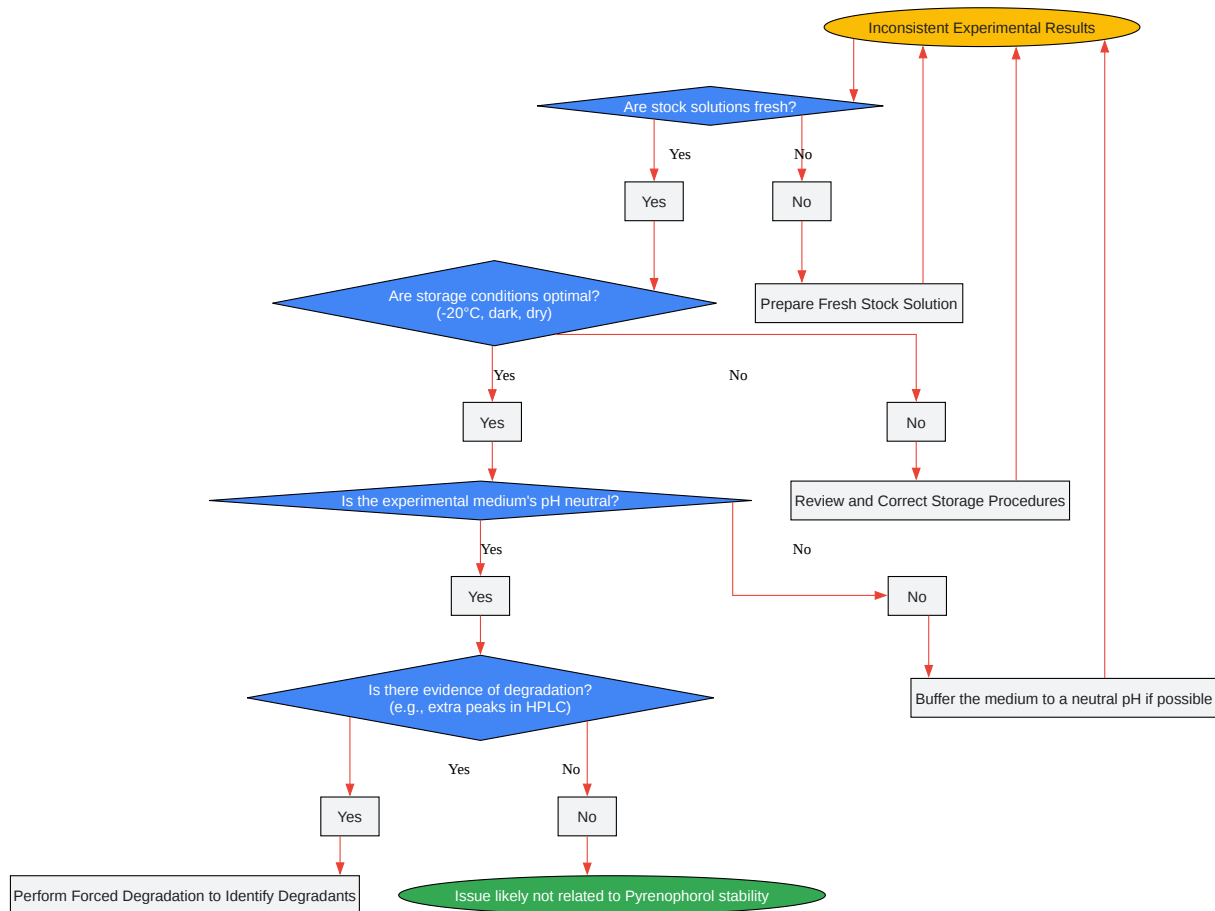 Inconsistent Experimental Results
Are stock solutions fresh?
Yes
No
Yes
No
Are storage conditions optimal?
(-20°C, dark, dry)
Prepare Fresh Stock Solution
Yes
No
Yes
No
Is the experimental medium's pH neutral?
Review and Correct Storage Procedures
Yes
No
Yes
No
Is there evidence of degradation?
(e.g., extra peaks in HPLC)
Buffer the medium to a neutral pH if possible
Yes
No
Yes
No
Perform Forced Degradation to Identify Degradants
Issue likely not related to Pyrenophorol stability